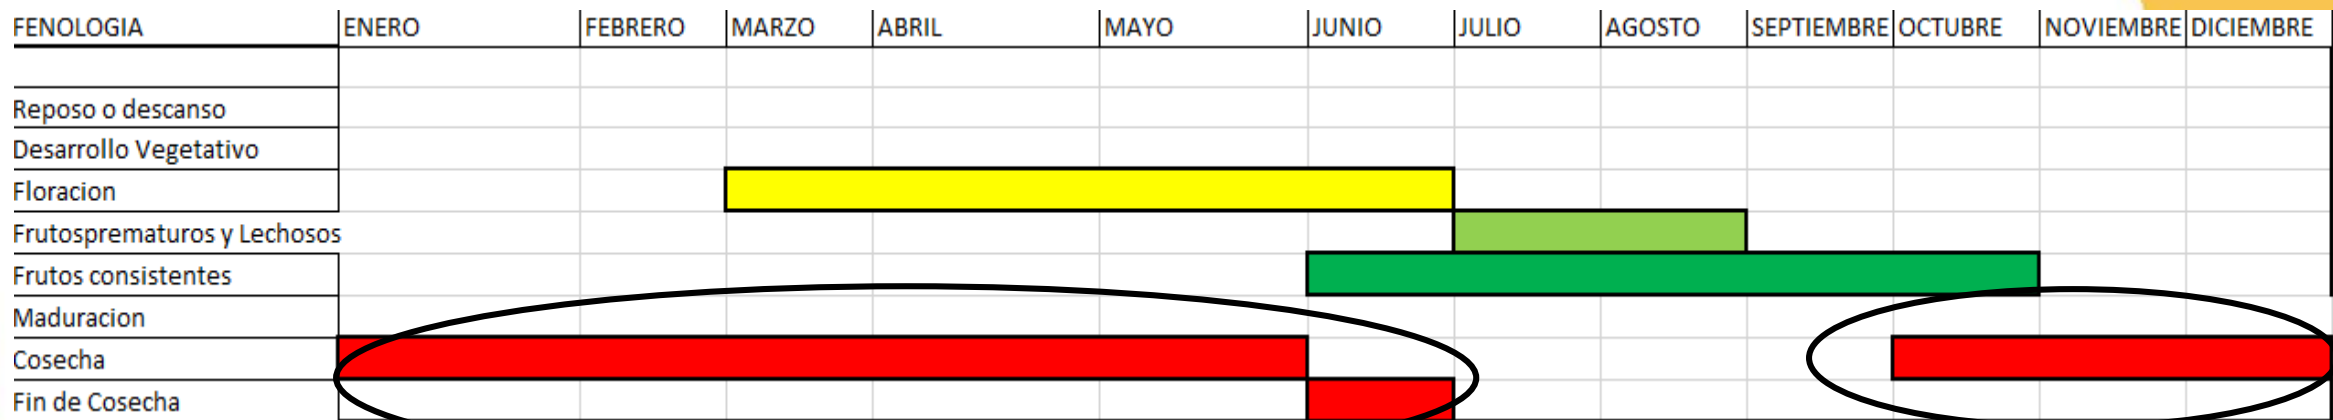 FENOLOGIA ENERO FEBRERO MARZO ABRIL MAYO JUNIO JULIO AGOSTO SEPTIEMBRE OCTUBRE NOVIEMBRE DICIEMBRE
Reposo o descanso
Desarrollo Vegetativo
Floracion
Frutosprematuros y Lechosos
Frutos consistentes
Maduracion
Cosecha
Fin de Cosecha